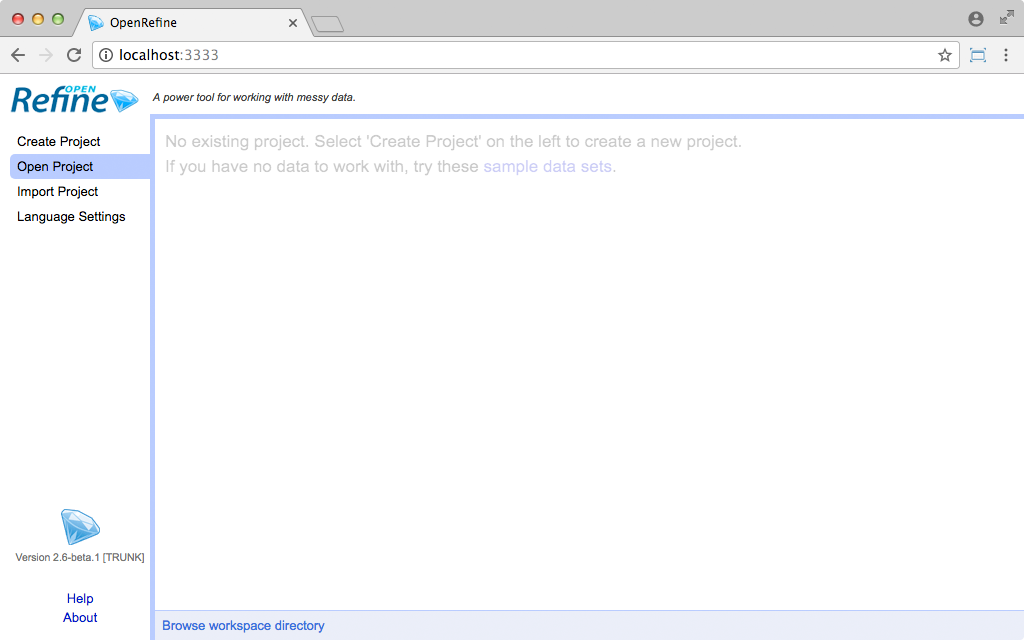 OpenRefine
localhost:3333
OPEN
Refine
A power tool for working with messy data.
Create Project
Open Project
Import Project
Language Settings
No existing project. Select 'Create Project' on the left to create a new project.
If you have no data to work with, try these sample data sets.
Version 2.6-beta.1 [TRUNK]
Help
About
Browse workspace directory